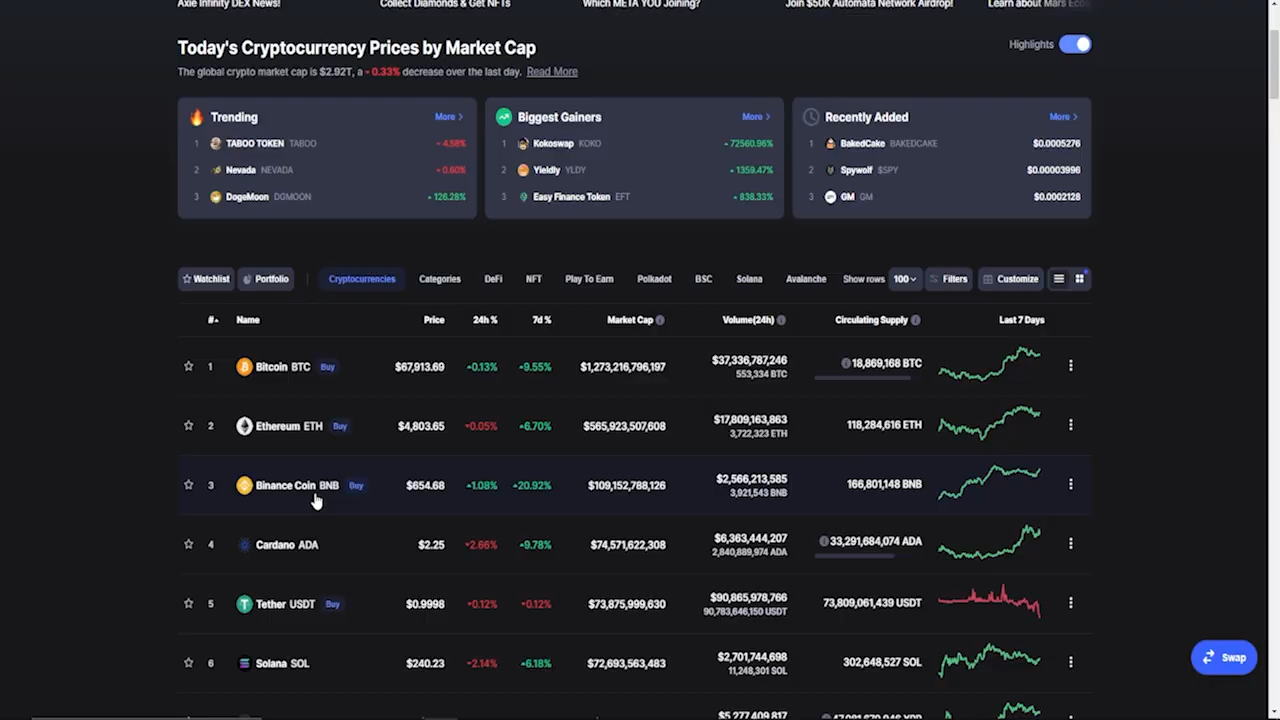 Axie Infinity DEX News! Collect Diamonds & Get NFTs Which META YOU Joining? Join $50K Automata Network Airdrop! Learn about Mars
Today's Cryptocurrency Prices by Market Cap Highlights
The global crypto market cap is $2.92T, a 0.33% decrease over the last day. Read More
Trending More
1 TABOO TOKEN TABOO 4.58%
2 Nevada NEVADA 0.60%
3 DogeMoon DGMOON 126.28%
Biggest Gainers More
1 Kokoswap KOKO 72560.96%
2 Yieldly YLDY 1359.47%
3 Easy Finance Token EFT 838.33%
Recently Added More
1 BakedCake BAKEDCAKE $0.0005276
2 Spywolf $SPY $0.00003996
3 GM GM $0.0002128
Watchlist Portfolio Cryptocurrencies Categories DeFi NFT Play To Earn Polkadot BSC Solana Avalanche Show rows 100 Filters Customize
# Name Price 24h % 7d % Market Cap Volume(24h) Circulating Supply Last 7 Days
1 Bitcoin BTC Buy $67,913.69 0.13% 9.55% $1,273,216,796,197 $37,336,787,246 18,869,168 BTC
553,334 BTC
2 Ethereum ETH Buy $4,803.65 0.05% 6.70% $565,923,507,608 $17,809,163,863 118,284,616 ETH
3,722,323 ETH
3 Binance Coin BNB Buy $654.68 1.08% 20.92% $109,152,788,126 $2,566,213,585 166,801,148 BNB
3,921,543 BNB
4 Cardano ADA $2.25 2.66% 9.78% $74,571,622,308 $6,363,444,207 33,291,684,074 ADA
2,840,889,974 ADA
5 Tether USDT Buy $0.9998 0.12% 0.12% $73,875,999,630 $90,865,978,766 73,809,061,439 USDT
90,783,646,150 USDT
6 Solana SOL $240.23 2.14% 6.18% $72,693,563,483 $2,701,744,698 302,648,527 SOL
11,248,301 SOL
Swap